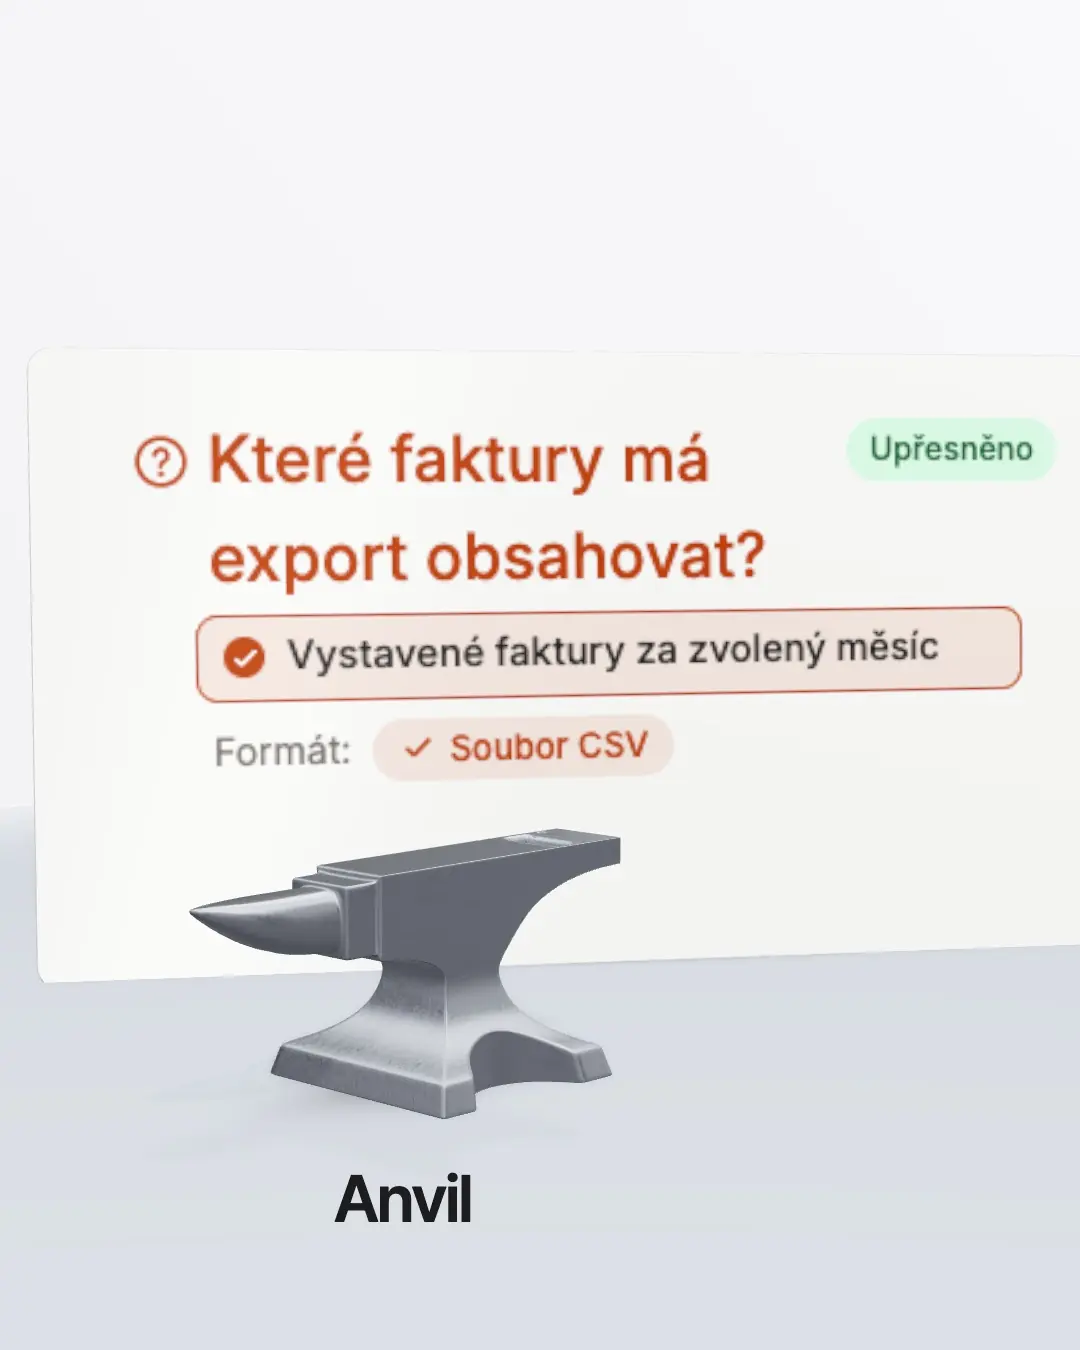 Které faktury má
export obsahovat?
Upřesněno
Vystavené faktury za zvolený měsíc
Formát:
Soubor CSV
Anvil